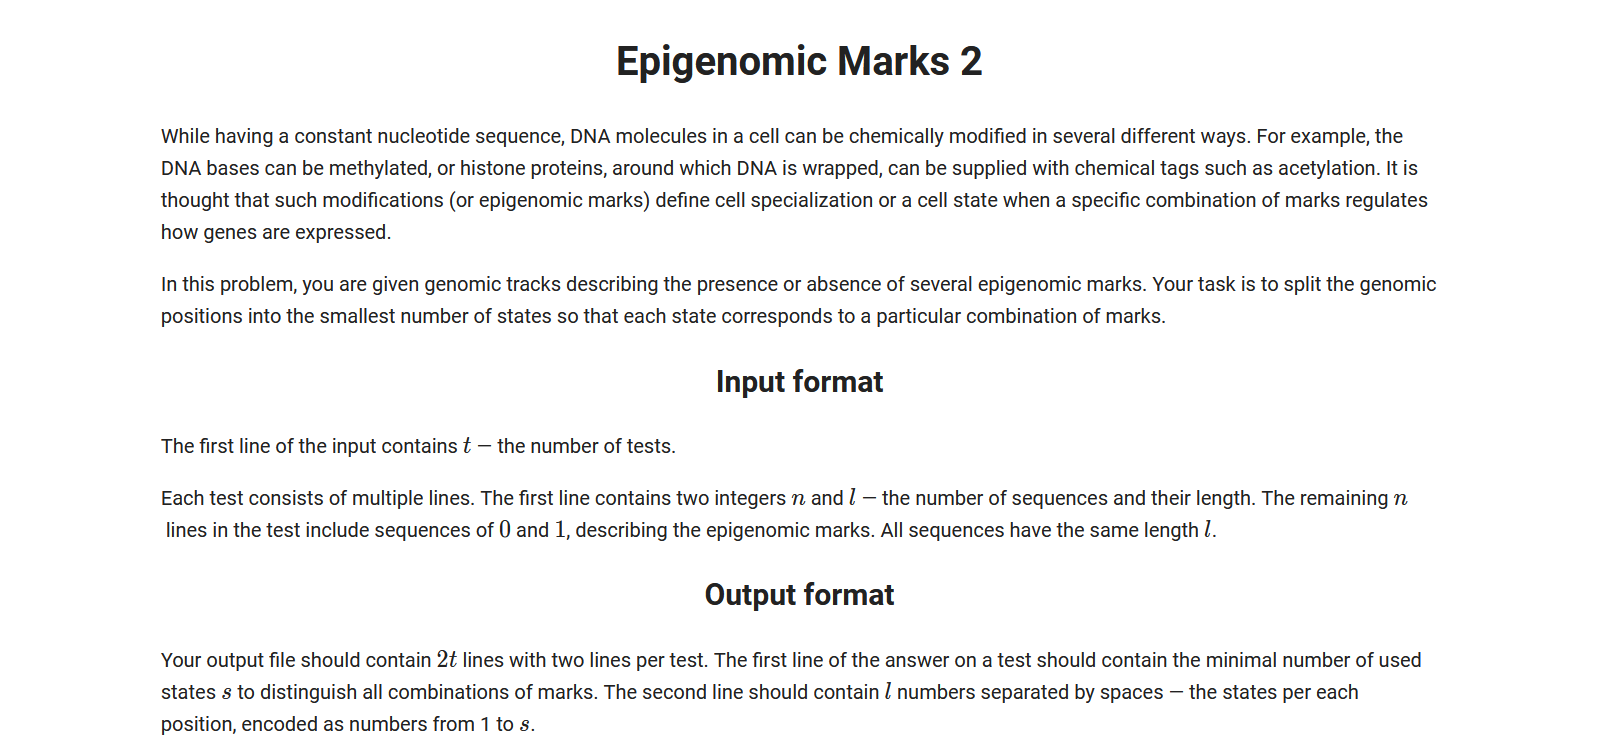 Epigenomic Marks 2
While having a constant nucleotide sequence, DNA molecules in a cell can be chemically modified in several different ways. For example, the
DNA bases can be methylated, or histone proteins, around which DNA is wrapped, can be supplied with chemical tags such as acetylation. It is
thought that such modifications (or epigenomic marks) define cell specialization or a cell state when a specific combination of marks regulates
how genes are expressed.
In this problem, you are given genomic tracks describing the presence or absence of several epigenomic marks. Your task is to split the genomic
positions into the smallest number of states so that each state corresponds to a particular combination of marks.
Input format
The first line of the input contains t – the number of tests.
Each test consists of multiple lines. The first line contains two integers n and l – the number of sequences and their length. The remaining n
lines in the test include sequences of 0 and 1, describing the epigenomic marks. All sequences have the same length l.
Output format
Your output file should contain 2t lines with two lines per test. The first line of the answer on a test should contain the minimal number of used
states s to distinguish all combinations of marks. The second line should contain l numbers separated by spaces – the states per each
position, encoded as numbers from 1 to s.